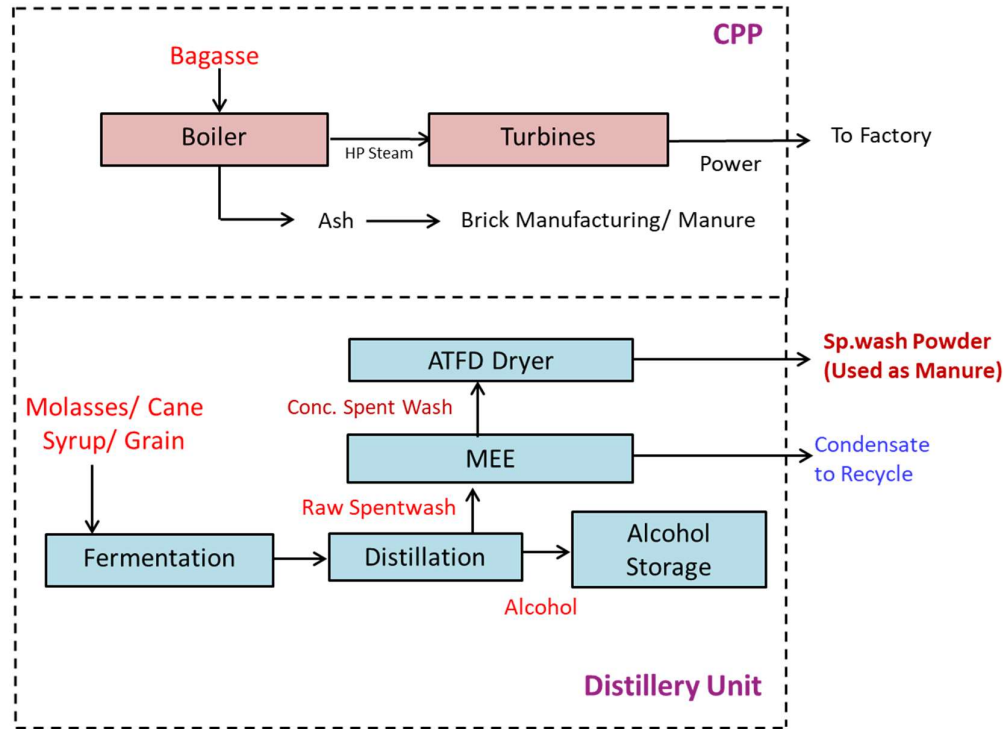 CPP
Bagasse
Boiler
HP Steam
Turbines
Power
To Factory
Ash
Brick Manufacturing/ Manure
ATFD Dryer
Sp.wash Powder
(Used as Manure)
Conc. Spent Wash
Molasses/ Cane
Syrup/ Grain
MEE
Condensate
to Recycle
Raw Spentwash
Fermentation
Distillation
Alcohol
Storage
Alcohol
Distillery Unit